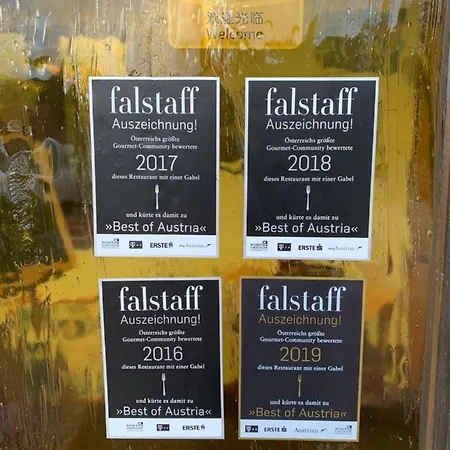 欢迎光临
Welcome
falstaff
Auszeichnung!
Österreichs größte
Gourmet-Community bewertete
2017
dieses Restaurant mit einer Gabel
und kürte es damit zu
»Best of Austria«
ERSTE
myAustrian
falstaff
Auszeichnung!
Österreichs größte
Gourmet-Community bewertete
2018
dieses Restaurant mit einer Gabel
und kürte es damit zu
»Best of Austria«
ERSTE
myAustrian
falstaff
Auszeichnung!
Österreichs größte
Gourmet-Community bewertete
2016
dieses Restaurant mit einer Gabel
und kürte es damit zu
»Best of Austria«
ERSTE
falstaff
Auszeichnung!
Österreichs größte
Gourmet-Community bewertete
2019
dieses Restaurant mit einer Gabel
und kürte es damit zu
»Best of Austria«
ERSTE
Austrian